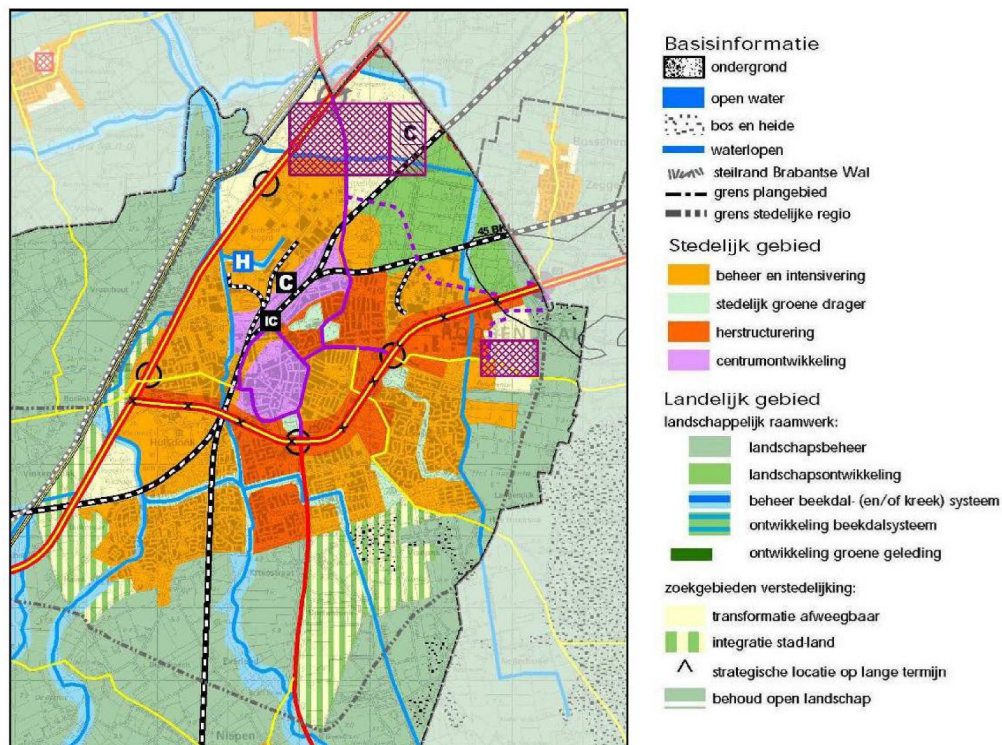 C
45 BK
H
C
IC
Nispen
Basisinformatie
ondergrond
open water
bos en heide
waterlopen
steilrand Brabantse Wal
grens plangebied
grens stedelijke regio
Stedelijk gebied
beheer en intensivering
stedelijk groene drager
herstructurering
centrumontwikkeling
Landelijk gebied
landschappelijk raamwerk:
landschapsbeheer
landschapsontwikkeling
beheer beekdal- (en/of kreek) systeem
ontwikkeling beekdalsysteem
ontwikkeling groene geleding
zoekgebieden verstedelijking:
transformatie afweegbaar
integratie stad-land
strategische locatie op lange termijn
behoud open landschap